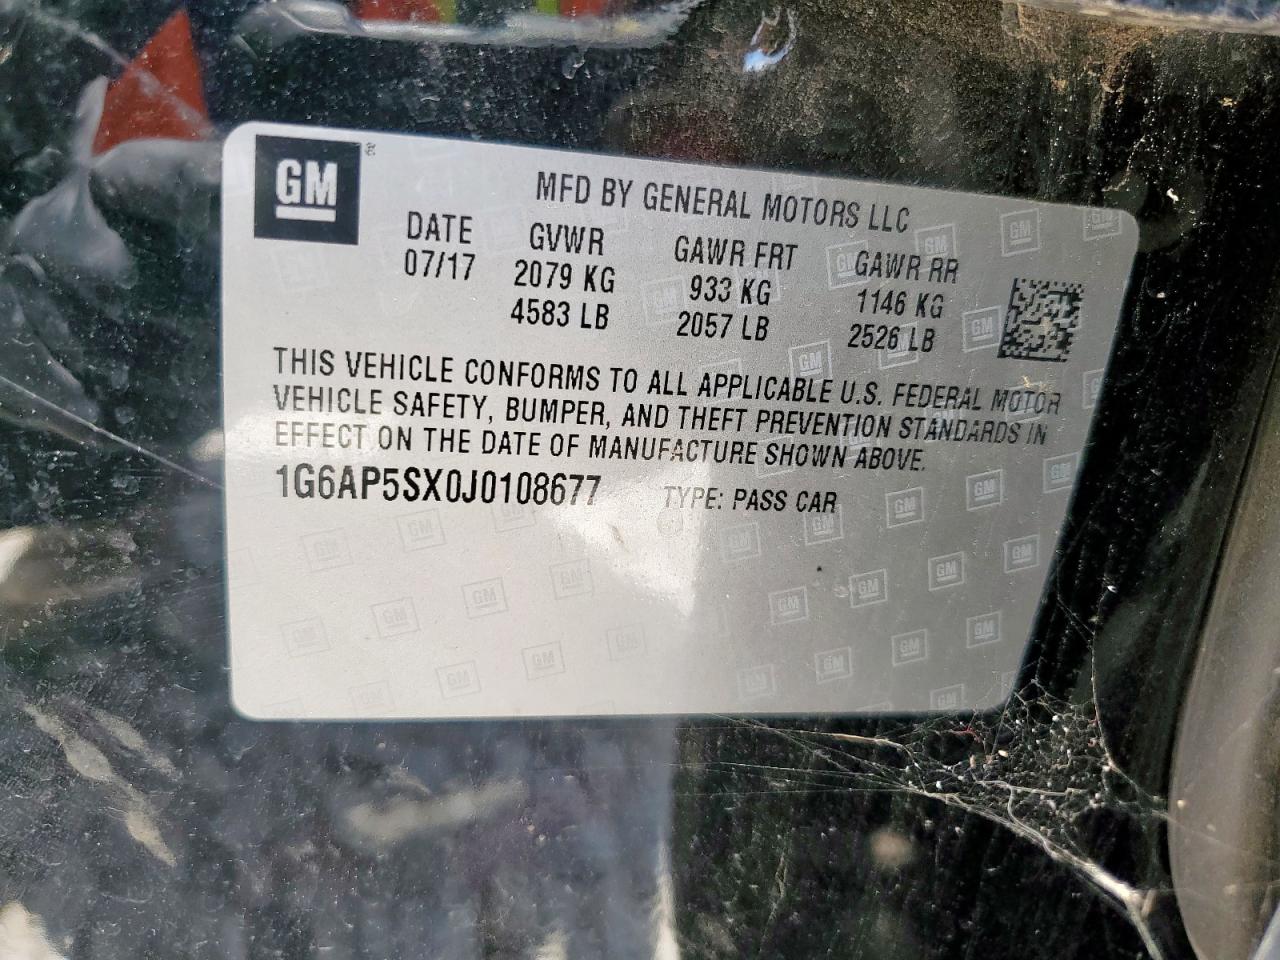 GM
MFD BY GENERAL MOTORS LLC
DATE GVWR GAWR FRT GAWR RR
07/17 2079 KG 933 KG 1146 KG
4583 LB 2057 LB 2526 LB
THIS VEHICLE CONFORMS TO ALL APPLICABLE U.S. FEDERAL MOTOR
VEHICLE SAFETY, BUMPER, AND THEFT PREVENTION STANDARDS IN
EFFECT ON THE DATE OF MANUFACTURE SHOWN ABOVE.
1G6AP5SX0J0108677 TYPE: PASS CAR